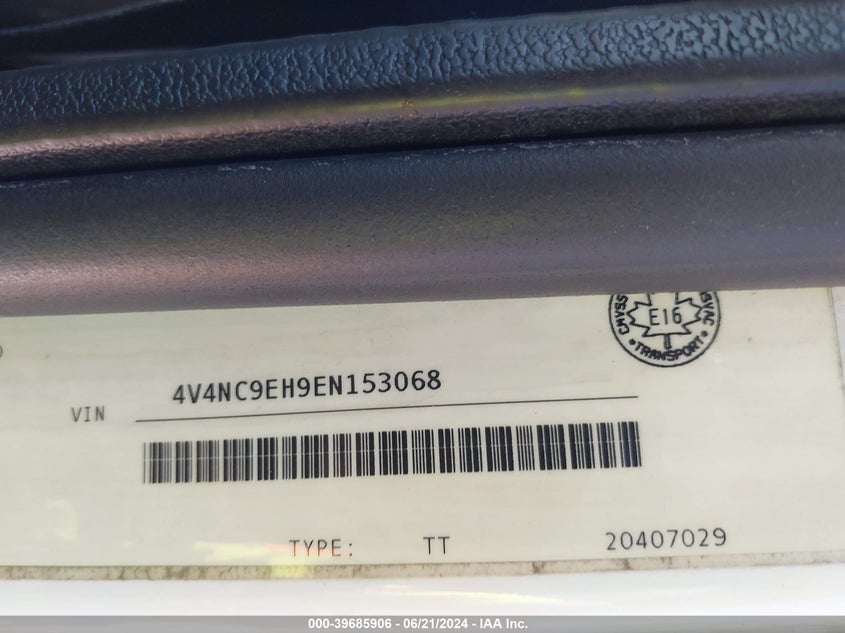 E16
TRANSPORT
4V4NC9EH9EN153068
VIN
TYPE: TT 20407029
000-39685906 - 06/21/2024 - IAA Inc.